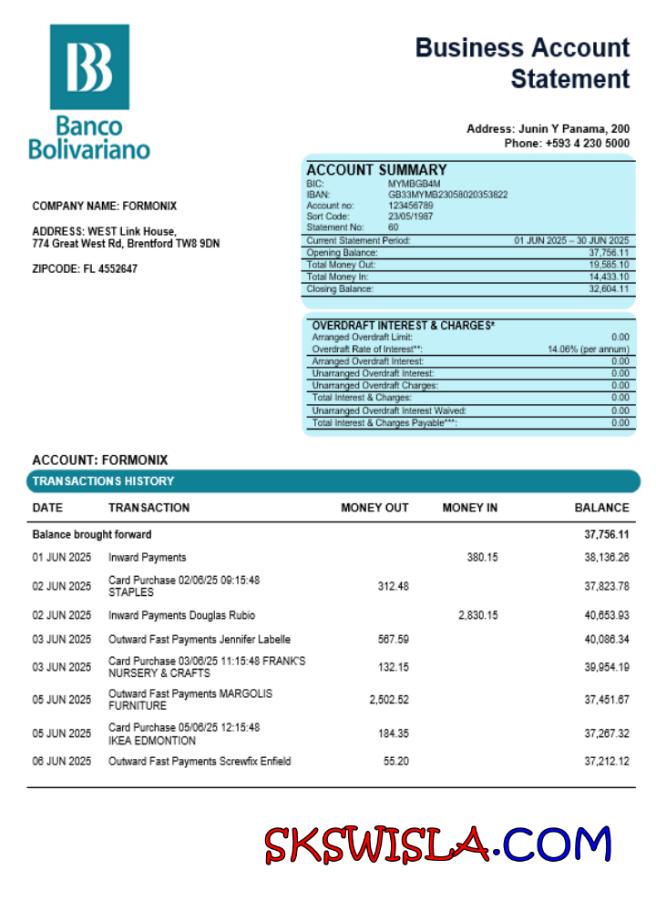 Business Account
Statement
Banco
Bolivariano
Address: Junin Y Panama, 200
Phone: +593 4 230 5000
COMPANY NAME: FORMONIX
ADDRESS: WEST Link House,
774 Great West Rd, Brentford TW8 9DN
ZIPCODE: FL 4552647
ACCOUNT SUMMARY
BIC: MYMBGB4M
IBAN: GB33MYMB23058020353822
Account no: 123456789
Sort Code: 23/05/1987
Statement No: 60
Current Statement Period: 01 JUN 2025 – 30 JUN 2025
Opening Balance: 37,756.11
Total Money Out: 19,585.10
Total Money In: 14,433.10
Closing Balance: 32,604.11
OVERDRAFT INTEREST & CHARGES*
Arranged Overdraft Limit: 0.00
Overdraft Rate of Interest**: 14.06% (per annum)
Arranged Overdraft Interest: 0.00
Unarranged Overdraft Interest: 0.00
Unarranged Overdraft Charges: 0.00
Total Interest & Charges: 0.00
Unarranged Overdraft Interest Waived: 0.00
Total Interest & Charges Payable***: 0.00
ACCOUNT: FORMONIX
TRANSACTIONS HISTORY
DATE TRANSACTION MONEY OUT MONEY IN BALANCE
Balance brought forward 37,756.11
01 JUN 2025 Inward Payments 380.15 38,136.26
02 JUN 2025 Card Purchase 02/06/25 09:15:48 312.48 37,823.78
STAPLES
02 JUN 2025 Inward Payments Douglas Rubio 2,830.15 40,653.93
03 JUN 2025 Outward Fast Payments Jennifer Labelle 567.59 40,086.34
03 JUN 2025 Card Purchase 03/06/25 11:15:48 FRANK'S 132.15 39,954.19
NURSERY & CRAFTS
05 JUN 2025 Outward Fast Payments MARGOLIS 2,502.52 37,451.67
FURNITURE
05 JUN 2025 Card Purchase 05/06/25 12:15:48 184.35 37,267.32
IKEA EDMONTION
06 JUN 2025 Outward Fast Payments Screwfix Enfield 55.20 37,212.12
SKSWISLA.COM